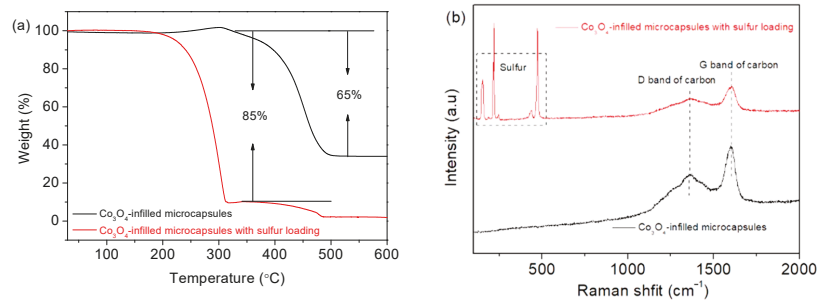 (a)
100
80
60
40
20
0
Weight (%)
85%
65%
Co3O4-infilled microcapsules
Co3O4-infilled microcapsules with sulfur loading
100 200 300 400 500 600
Temperature (°C)
(b)
Co3O4-infilled microcapsules with sulfur loading
Sulfur
G band of carbon
D band of carbon
Intensity (a.u)
Co3O4-infilled microcapsules
500 1000 1500 2000
Raman shfit (cm⁻¹)